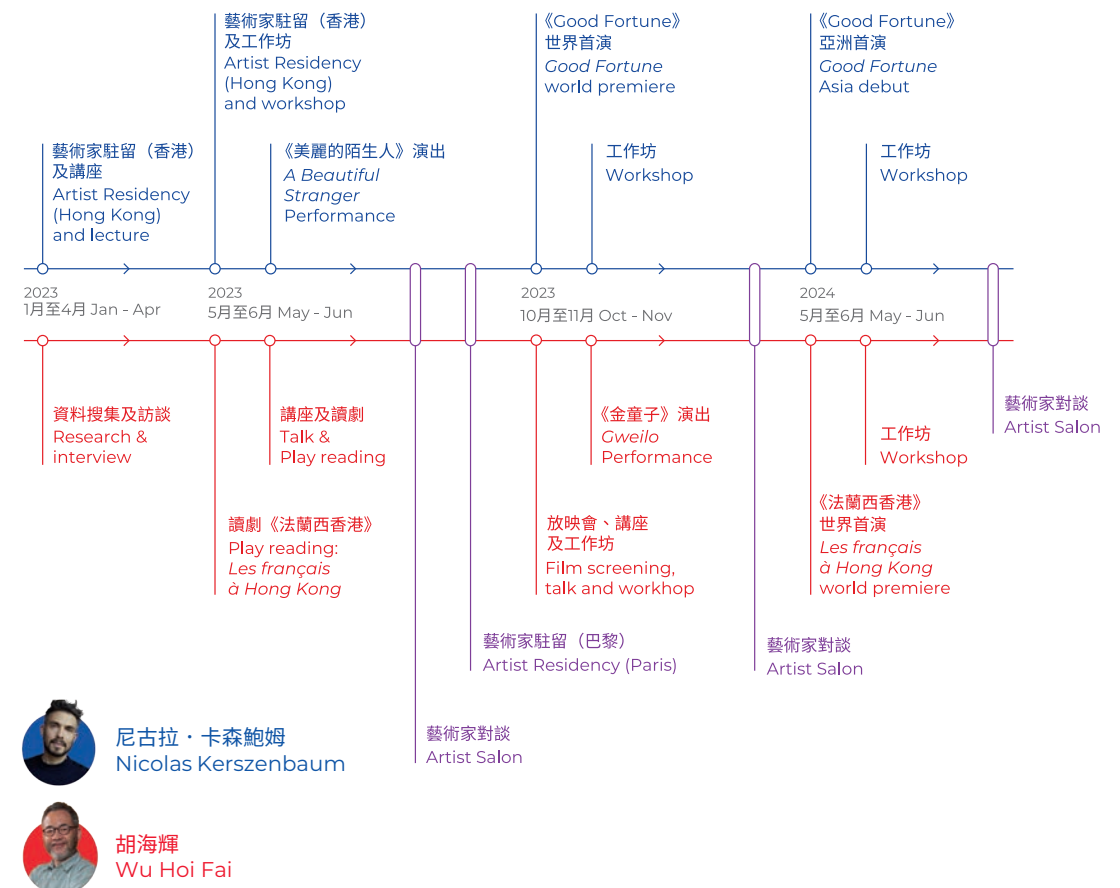 藝術家駐留（香港）
及工作坊
Artist Residency
(Hong Kong)
and workshop
《Good Fortune》
世界首演
Good Fortune
world premiere
《Good Fortune》
亞洲首演
Good Fortune
Asia debut
藝術家駐留（香港）
及講座
Artist Residency
(Hong Kong)
and lecture
《美麗的陌生人》演出
A Beautiful
Stranger
Performance
工作坊
Workshop
工作坊
Workshop
2023
1月至4月 Jan - Apr
2023
5月至6月 May - Jun
2023
10月至11月 Oct - Nov
2024
5月至6月 May - Jun
資料搜集及訪談
Research &
interview
講座及讀劇
Talk &
Play reading
《金童子》演出
Gweilo
Performance
工作坊
Workshop
藝術家對談
Artist Salon
讀劇《法蘭西香港》
Play reading:
Les français
à Hong Kong
放映會、講座
及工作坊
Film screening,
talk and workhop
《法蘭西香港》
世界首演
Les français
à Hong Kong
world premiere
藝術家駐留（巴黎）
Artist Residency (Paris)
藝術家對談
Artist Salon
藝術家對談
Artist Salon
尼古拉・卡森鮑姆
Nicolas Kerszenbaum
胡海輝
Wu Hoi Fai